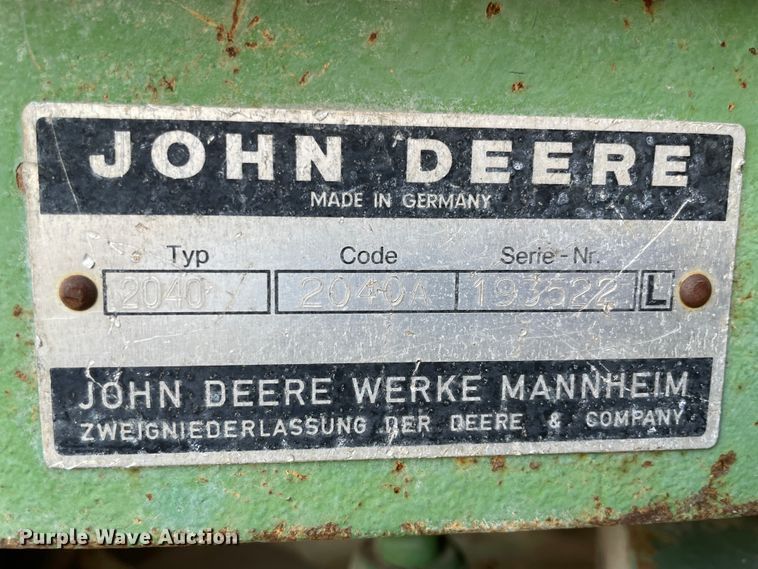 JOHN DEERE
MADE IN GERMANY
Typ Code Serie-Nr.
2040 2040A 193522 L
JOHN DEERE WERKE MANNHEIM
ZWEIGNIEDERLASSUNG DER DEERE & COMPANY
Purple Wave Auction